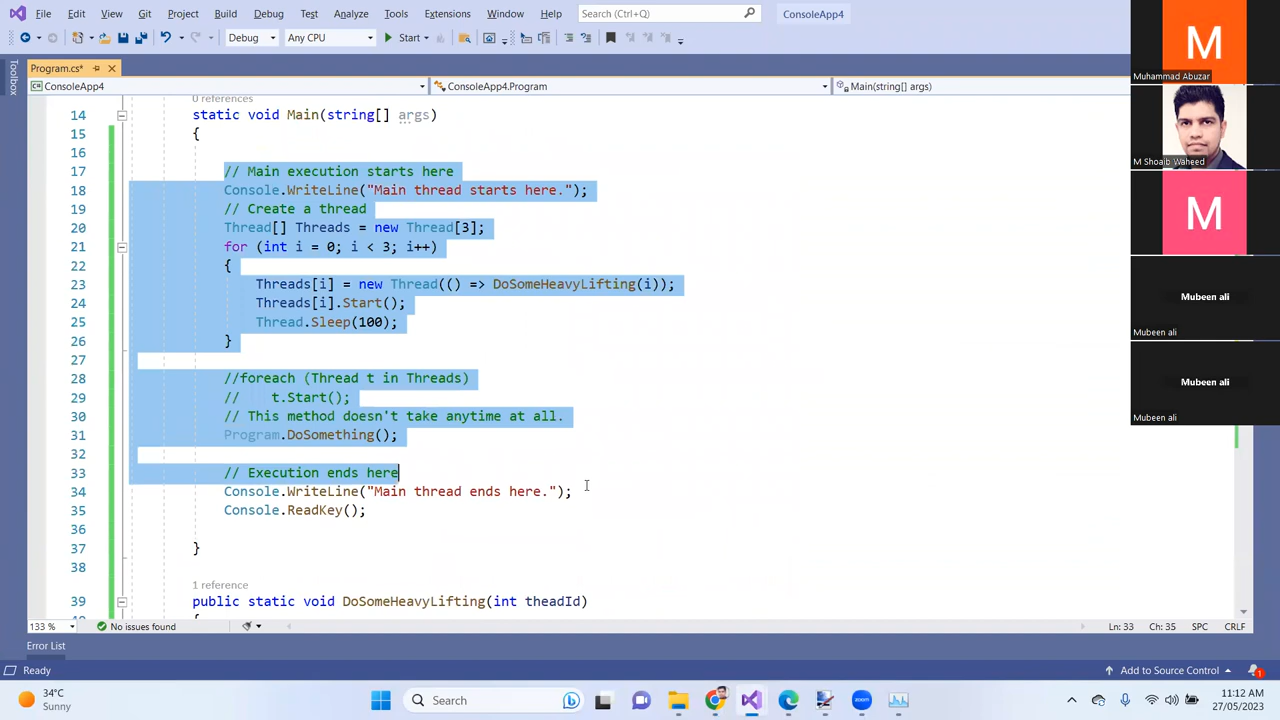 File Edit View Git Project Build Debug Test Analyze Tools Extensions Window Help Search (Ctrl+Q) ConsoleApp4
Debug Any CPU Start
Toolbox
Program.cs*
ConsoleApp4 ConsoleApp4.Program Main(string[] args)
0 references
14 static void Main(string[] args)
15 {
16
17 // Main execution starts here
18 Console.WriteLine("Main thread starts here.");
19 // Create a thread
20 Thread[] Threads = new Thread[3];
21 for (int i = 0; i < 3; i++)
22 {
23 Threads[i] = new Thread(() => DoSomeHeavyLifting(i));
24 Threads[i].Start();
25 Thread.Sleep(100);
26 }
27
28 //foreach (Thread t in Threads)
29 // t.Start();
30 // This method doesn't take anytime at all.
31 Program.DoSomething();
32
33 // Execution ends here
34 Console.WriteLine("Main thread ends here.");
35 Console.ReadKey();
36
37 }
38
1 reference
39 public static void DoSomeHeavyLifting(int theadId)
{
133 % No issues found Ln: 33 Ch: 35 SPC CRLF
Error List
Ready Add to Source Control 1
34°C
Sunny
Search
11:12 AM
27/05/2023
M
Muhammad Abuzar
M Shoaib Waheed
M
Mubeen ali
Mubeen ali
Mubeen ali
Mubeen ali